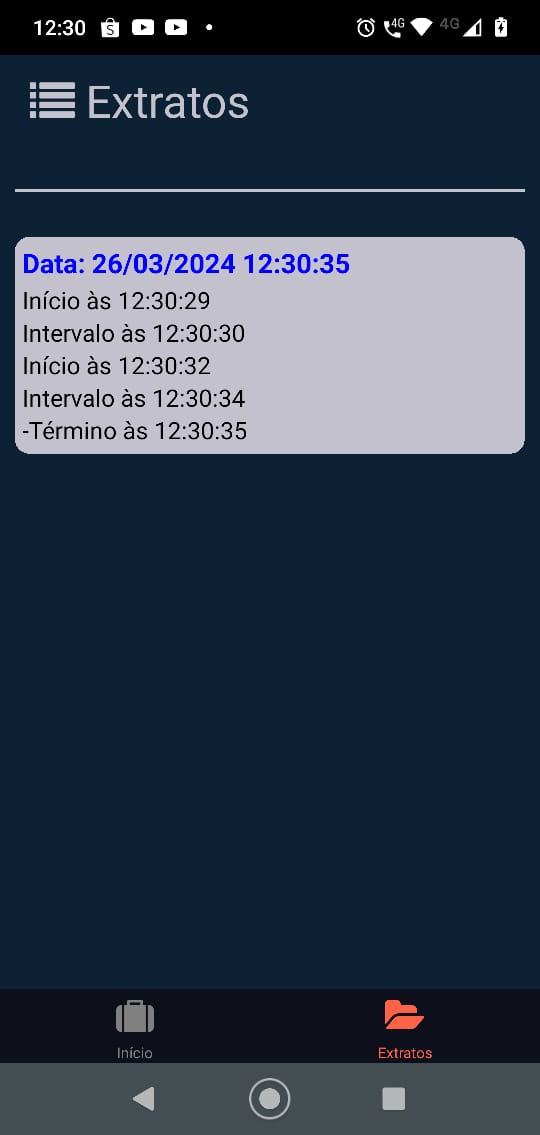 12:30
4G
4G
Extratos
Data: 26/03/2024 12:30:35
Início às 12:30:29
Intervalo às 12:30:30
Início às 12:30:32
Intervalo às 12:30:34
-Término às 12:30:35
Início
Extratos